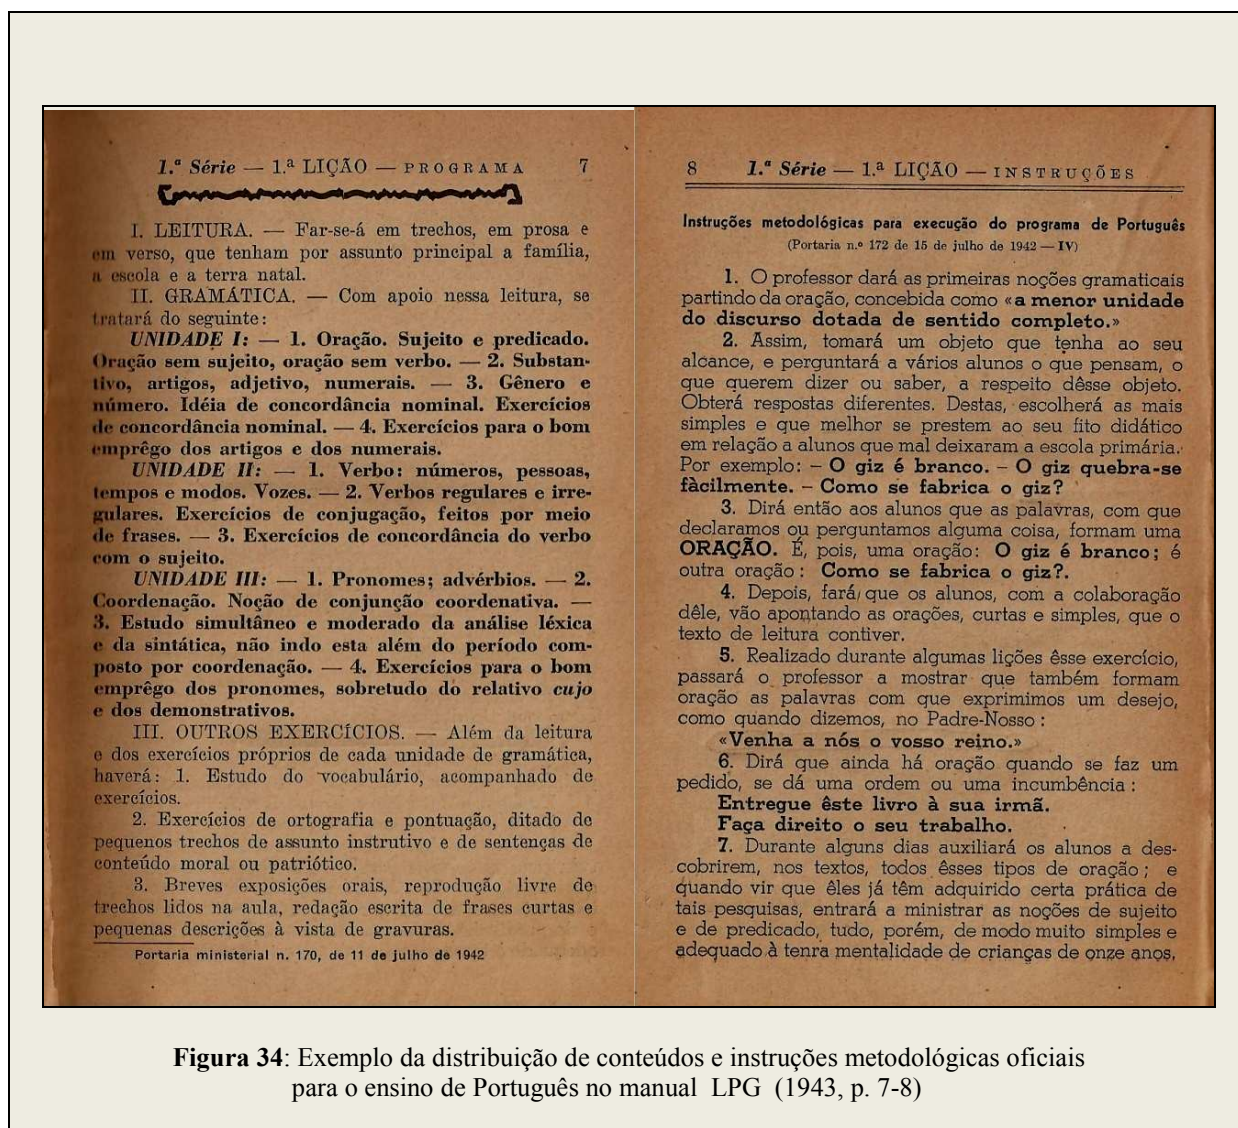 1.ª Série — 1.ª LIÇÃO — PROGRAMA 7
I. LEITURA. — Far-se-á em trechos, em prosa e
em verso, que tenham por assunto principal a família,
a escola e a terra natal.
II. GRAMÁTICA. — Com apoio nessa leitura, se
tratará do seguinte:
UNIDADE I: — 1. Oração. Sujeito e predicado.
Oração sem sujeito, oração sem verbo. — 2. Substan-
tivo, artigos, adjetivo, numerais. — 3. Gênero e
número. Idéia de concordância nominal. Exercícios
de concordância nominal. — 4. Exercícios para o bom
emprêgo dos artigos e dos numerais.
UNIDADE II: — 1. Verbo: números, pessoas,
tempos e modos. Vozes. — 2. Verbos regulares e irre-
gulares. Exercícios de conjugação, feitos por meio
de frases. — 3. Exercícios de concordância do verbo
com o sujeito.
UNIDADE III: — 1. Pronomes; advérbios. — 2.
Coordenação. Noção de conjunção coordenativa. —
3. Estudo simultâneo e moderado da análise léxica
e da sintática, não indo esta além do período com-
posto por coordenação. — 4. Exercícios para o bom
emprêgo dos pronomes, sobretudo do relativo cujo
e dos demonstrativos.
III. OUTROS EXERCÍCIOS. — Além da leitura
e dos exercícios próprios de cada unidade de gramática,
haverá: 1. Estudo do vocabulário, acompanhado de
exercícios.
2. Exercícios de ortografia e pontuação, ditado de
pequenos trechos de assunto instrutivo e de sentenças de
conteúdo moral ou patriótico.
3. Breves exposições orais, reprodução livre de
trechos lidos na aula, redação escrita de frases curtas e
pequenas descrições à vista de gravuras.
Portaria ministerial n. 170, de 11 de julho de 1942
8 1.ª Série — 1.ª LIÇÃO — INSTRUÇÕES
Instruções metodológicas para execução do programa de Português
(Portaria n.º 172 de 15 de julho de 1942 — IV)
1. O professor dará as primeiras noções gramaticais
partindo da oração, concebida como «a menor unidade
do discurso dotada de sentido completo.»
2. Assim, tomará um objeto que tenha ao seu
alcance, e perguntará a vários alunos o que pensam, o
que querem dizer ou saber, a respeito dêsse objeto.
Obterá respostas diferentes. Destas, escolherá as mais
simples e que melhor se prestem ao seu fito didático
em relação a alunos que mal deixaram a escola primária.
Por exemplo: – O giz é branco. – O giz quebra-se
fàcilmente. – Como se fabrica o giz?
3. Dirá então aos alunos que as palavras, com que
declaramos ou perguntamos alguma coisa, formam uma
ORAÇÃO. É, pois, uma oração: O giz é branco; é
outra oração: Como se fabrica o giz?.
4. Depois, fará que os alunos, com a colaboração
dêle, vão apontando as orações, curtas e simples, que o
texto de leitura contiver.
5. Realizado durante algumas lições êsse exercício,
passará o professor a mostrar que também formam
oração as palavras com que exprimimos um desejo,
como quando dizemos, no Padre-Nosso :
«Venha a nós o vosso reino.»
6. Dirá que ainda há oração quando se faz um
pedido, se dá uma ordem ou uma incumbência :
Entregue êste livro à sua irmã.
Faça direito o seu trabalho.
7. Durante alguns dias auxiliará os alunos a des-
cobrirem, nos textos, todos êsses tipos de oração ; e
quando vir que êles já têm adquirido certa prática de
tais pesquisas, entrará a ministrar as noções de sujeito
e de predicado, tudo, porém, de modo muito simples e
adequado à tenra mentalidade de crianças de onze anos,
Figura 34: Exemplo da distribuição de conteúdos e instruções metodológicas oficiais
para o ensino de Português no manual LPG (1943, p. 7-8)